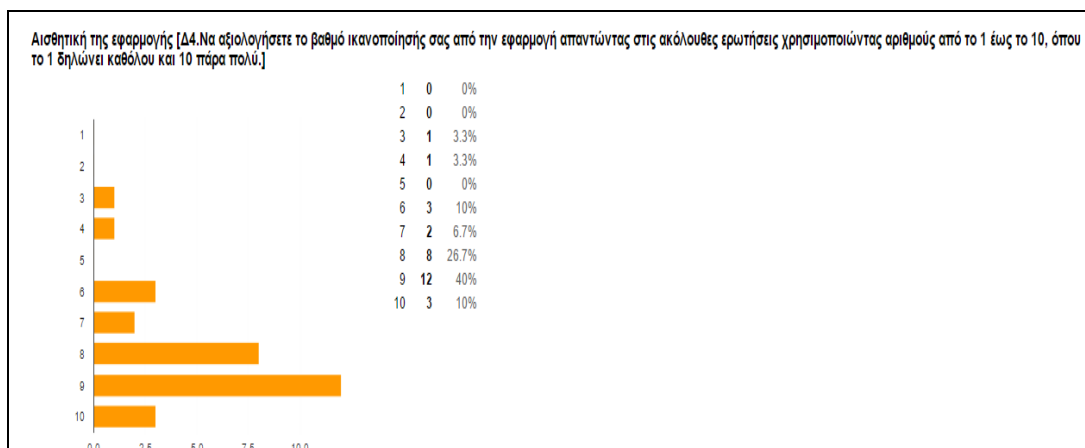 Αισθητική της εφαρμογής [Δ4.Να αξιολογήσετε το βαθμό ικανοποίησής σας από την εφαρμογή απαντώντας στις ακόλουθες ερωτήσεις χρησιμοποιώντας αριθμούς από το 1 έως το 10, όπου
το 1 δηλώνει καθόλου και 10 πάρα πολύ.]
1 0 0%
2 0 0%
3 1 3.3%
4 1 3.3%
5 0 0%
6 3 10%
7 2 6.7%
8 8 26.7%
9 12 40%
10 3 10%
1
2
3
4
5
6
7
8
9
10
0.0 2.5 5.0 7.5 10.0